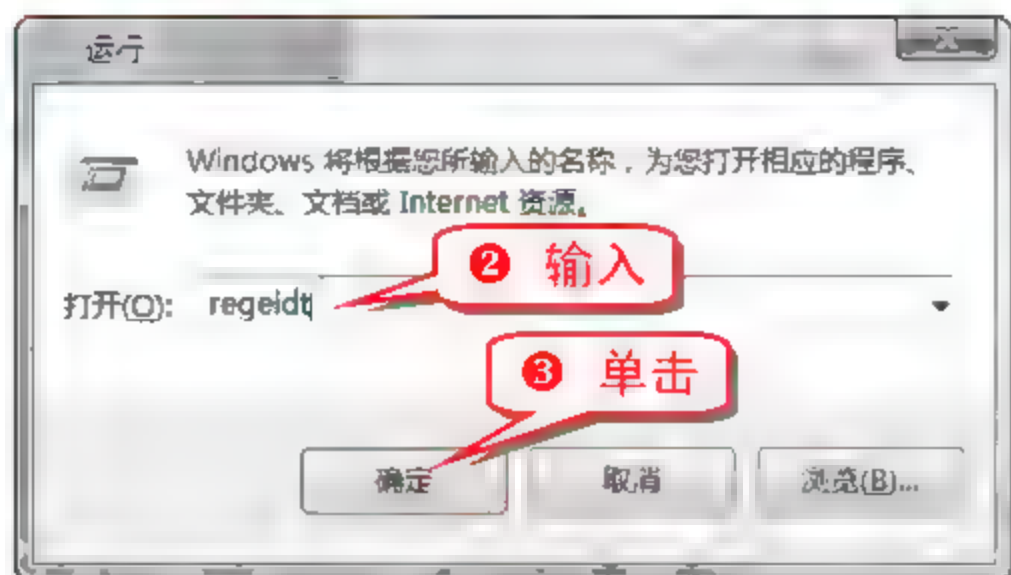 运行
Windows 将根据您所输入的名称，为您打开相应的程序、
文件夹、文档或 Internet 资源。
❷ 输入
打开(O): regeidt
❸ 单击
确定 取消 浏览(B)...